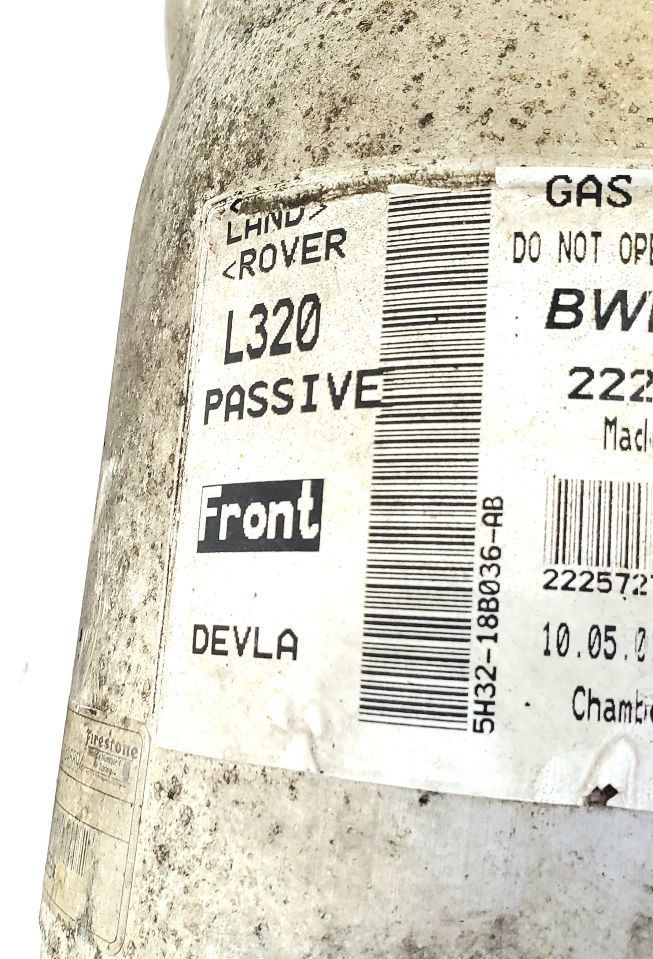 LAND>
<ROVER
L320
PASSIVE
Front
DEVLA
5H32-18B036-AB
GAS
DO NOT OPE
BWI
222
Mad
222572
10.05.0
Chamb
Firestone